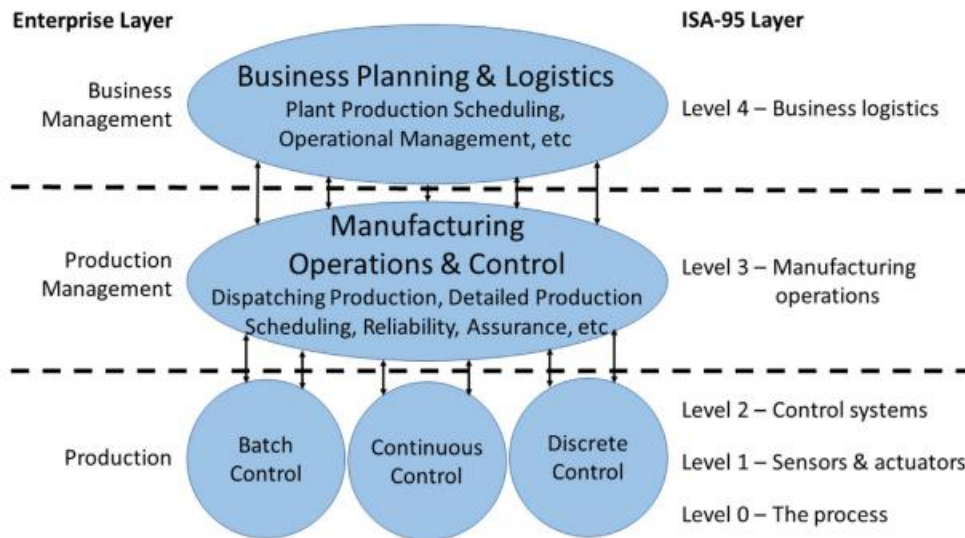 Enterprise Layer
ISA-95 Layer
Business
Management
Business Planning & Logistics
Plant Production Scheduling,
Operational Management, etc
Level 4 – Business logistics
Production
Management
Manufacturing
Operations & Control
Dispatching Production, Detailed Production
Scheduling, Reliability, Assurance, etc
Level 3 – Manufacturing
operations
Production
Batch
Control
Continuous
Control
Discrete
Control
Level 2 – Control systems
Level 1 – Sensors & actuators
Level 0 – The process